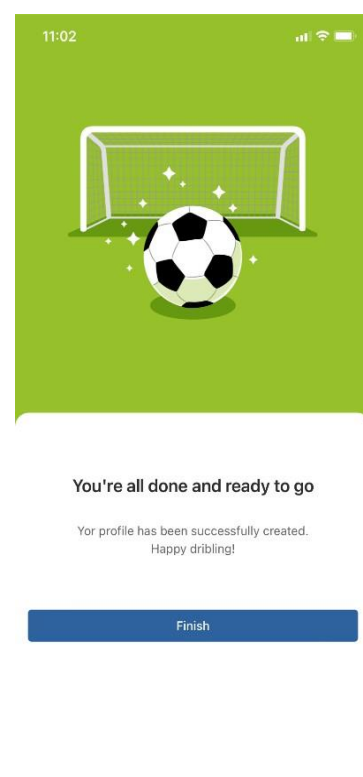 11:02
You're all done and ready to go
Yor profile has been successfully created.
Happy dribling!
Finish